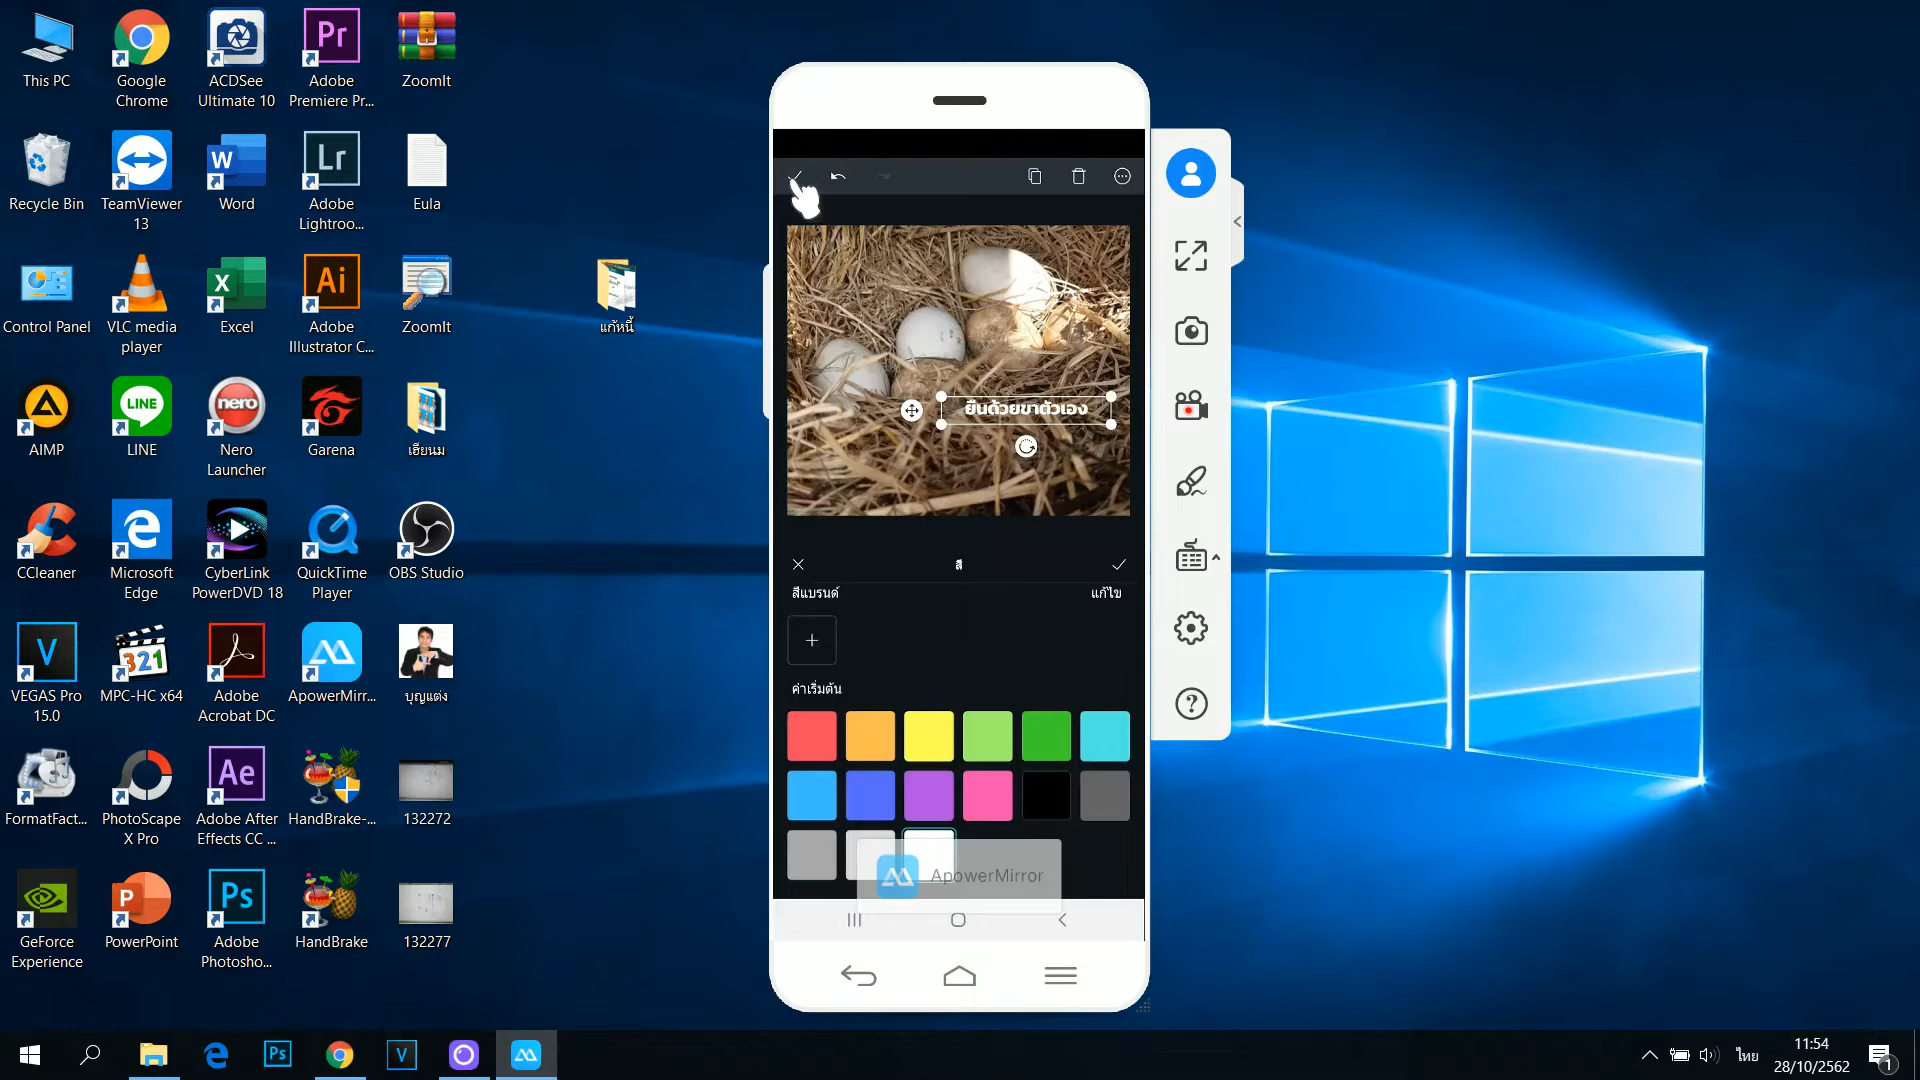 This PC
Google
Chrome
ACDSee
Ultimate 10
Adobe
Premiere Pr...
ZoomIt
Recycle Bin
TeamViewer
13
Word
Adobe
Lightroo...
Eula
Control Panel
VLC media
player
Excel
Adobe
Illustrator C...
ZoomIt
แก้หนี้
AIMP
LINE
Nero
Launcher
Garena
เฮียนม
CCleaner
Microsoft
Edge
CyberLink
PowerDVD 18
QuickTime
Player
OBS Studio
VEGAS Pro
15.0
MPC-HC x64
Adobe
Acrobat DC
ApowerMirr...
บุญแต่ง
FormatFact...
PhotoScape
X Pro
Adobe After
Effects CC ...
HandBrake-...
132272
GeForce
Experience
PowerPoint
Adobe
Photosho...
HandBrake
132277
ยืนด้วยขาตัวเอง
สี
สีแบรนด์
แก้ไข
ค่าเริ่มต้น
ApowerMirror
ไทย
11:54
28/10/2562
1